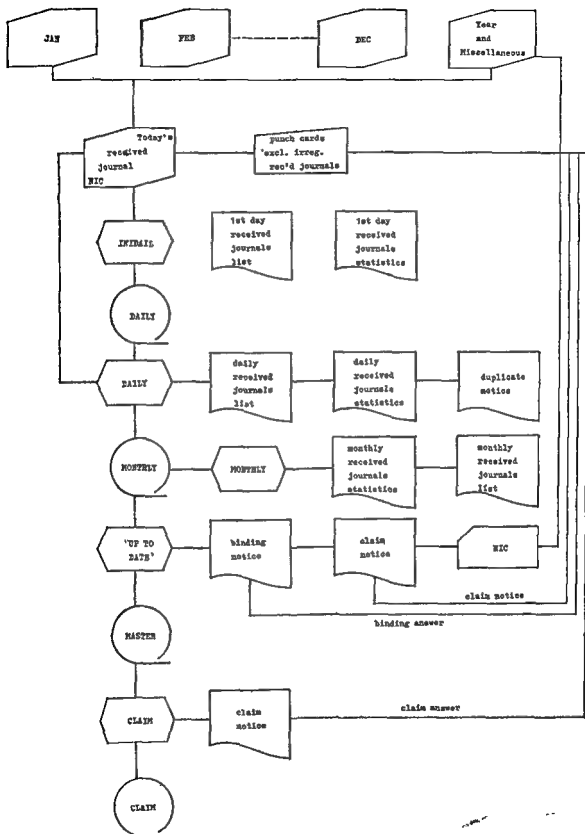 JAN
FEB
DEC
Year
and
Miscellaneous
Today's
received
journal
NIC
punch cards
'excl. irreg.
rec'd journals
INIDAIL
1st day
received
journals
list
1st day
received
journals
statistics
DAILY
DAILY
daily
received
journals
list
daily
received
journals
statistics
duplicate
notice
MONTHLY
MONTHLY
monthly
received
journals
statistics
monthly
received
journals
list
'UP TO
DATE'
binding
notice
claim
notice
NIC
claim notice
binding answer
MASTER
CLAIM
claim
notice
claim answer
CLAIM